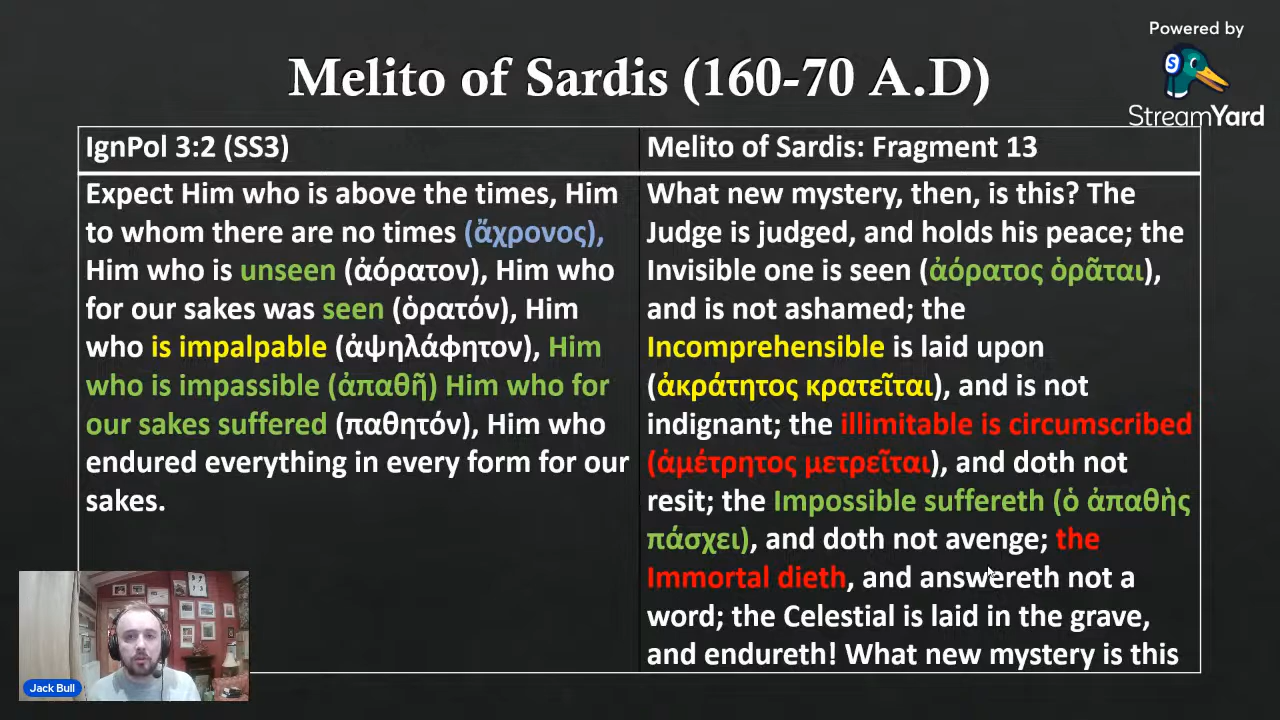 Powered by
S
StreamYard
Melito of Sardis (160-70 A.D)
IgnPol 3:2 (SS3)
Expect Him who is above the times, Him
to whom there are no times (ἄχρονος),
Him who is unseen (ἀόρατον), Him who
for our sakes was seen (ὁρατόν), Him
who is impalpable (ἀψηλάφητον), Him
who is impassible (ἀπαθῆ) Him who for
our sakes suffered (παθητόν), Him who
endured everything in every form for our
sakes.
Melito of Sardis: Fragment 13
What new mystery, then, is this? The
Judge is judged, and holds his peace; the
Invisible one is seen (ἀόρατος ὁρᾶται),
and is not ashamed; the
Incomprehensible is laid upon
(ἀκράτητος κρατεῖται), and is not
indignant; the illimitable is circumscribed
(ἀμέτρητος μετρεῖται), and doth not
resit; the Impossible suffereth (ὁ ἀπαθὴς
πάσχει), and doth not avenge; the
Immortal dieth, and answereth not a
word; the Celestial is laid in the grave,
and endureth! What new mystery is this
Jack Bull